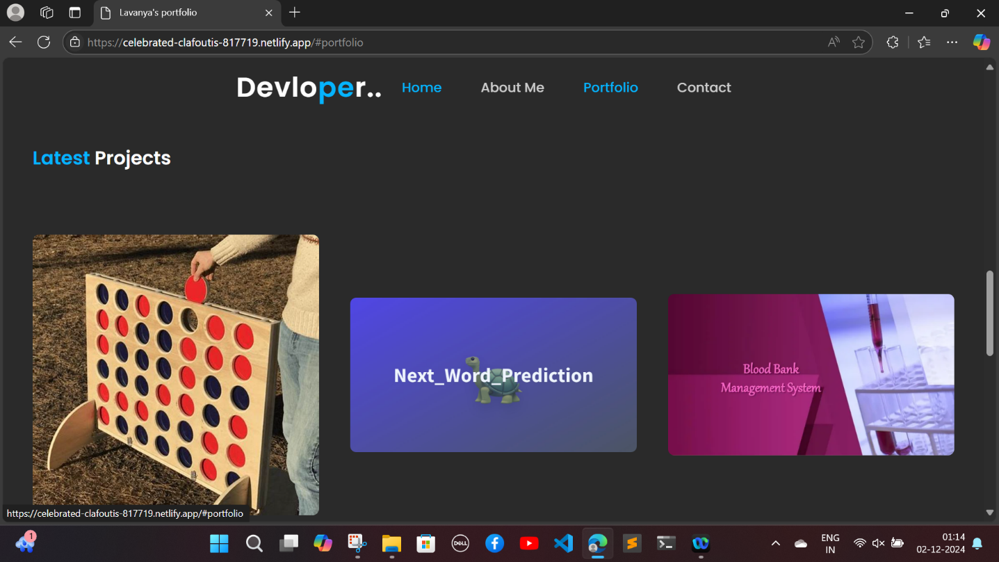 Lavanya's portfolio
https://celebrated-clafoutis-817719.netlify.app/#portfolio
Devloper..
Home
About Me
Portfolio
Contact
Latest Projects
Next_Word_Prediction
Blood Bank
Management System
https://celebrated-clafoutis-817719.netlify.app/#portfolio
1
DELL
ENG
IN
01:14
02-12-2024